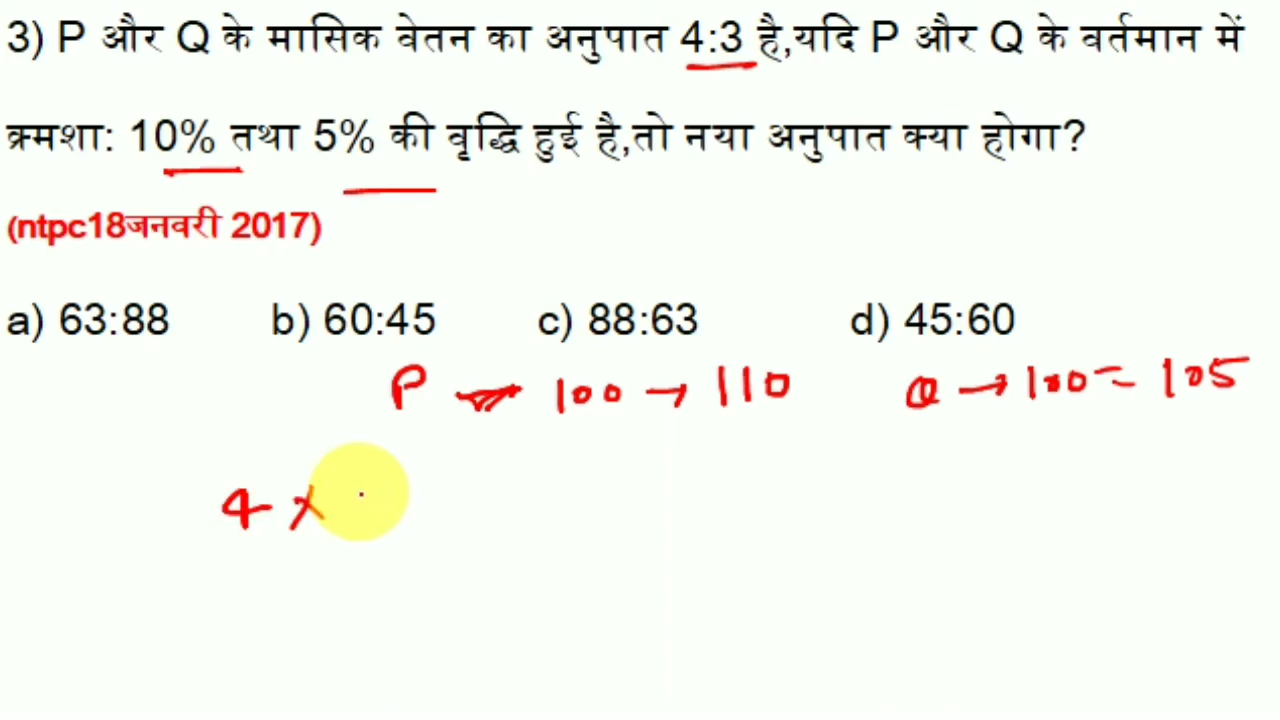 3) P और Q के मासिक वेतन का अनुपात 4:3 है,यदि P और Q के वर्तमान में
क्र्मशा: 10% तथा 5% की वृद्धि हुई है,तो नया अनुपात क्या होगा?
(ntpc18जनवरी 2017)
a) 63:88 b) 60:45 c) 88:63 d) 45:60
P → 100 → 110 Q → 100 = 105
4 x